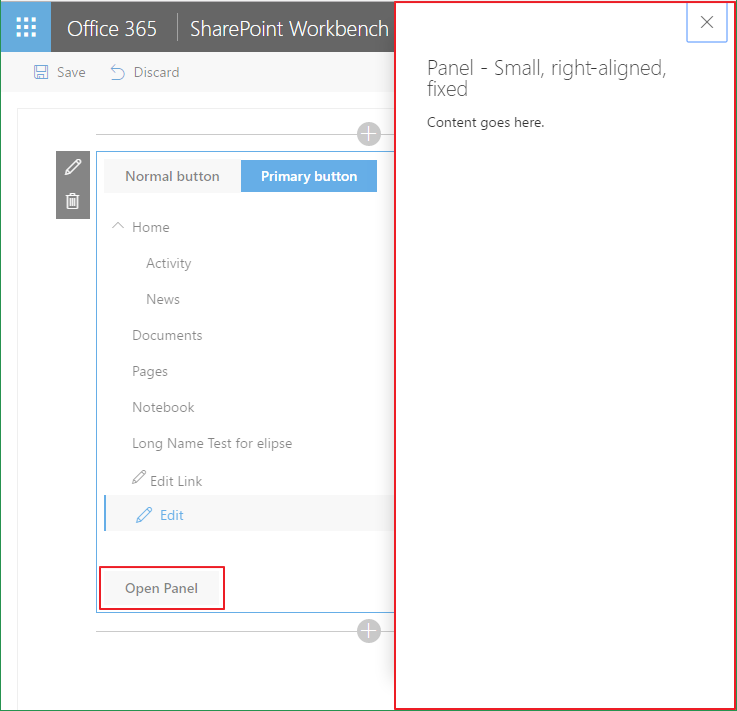 Office 365 SharePoint Workbench
Save Discard
Normal button Primary button
Home
Activity
News
Documents
Pages
Notebook
Long Name Test for elipse
Edit Link
Edit
Open Panel
Panel - Small, right-aligned,
fixed
Content goes here.